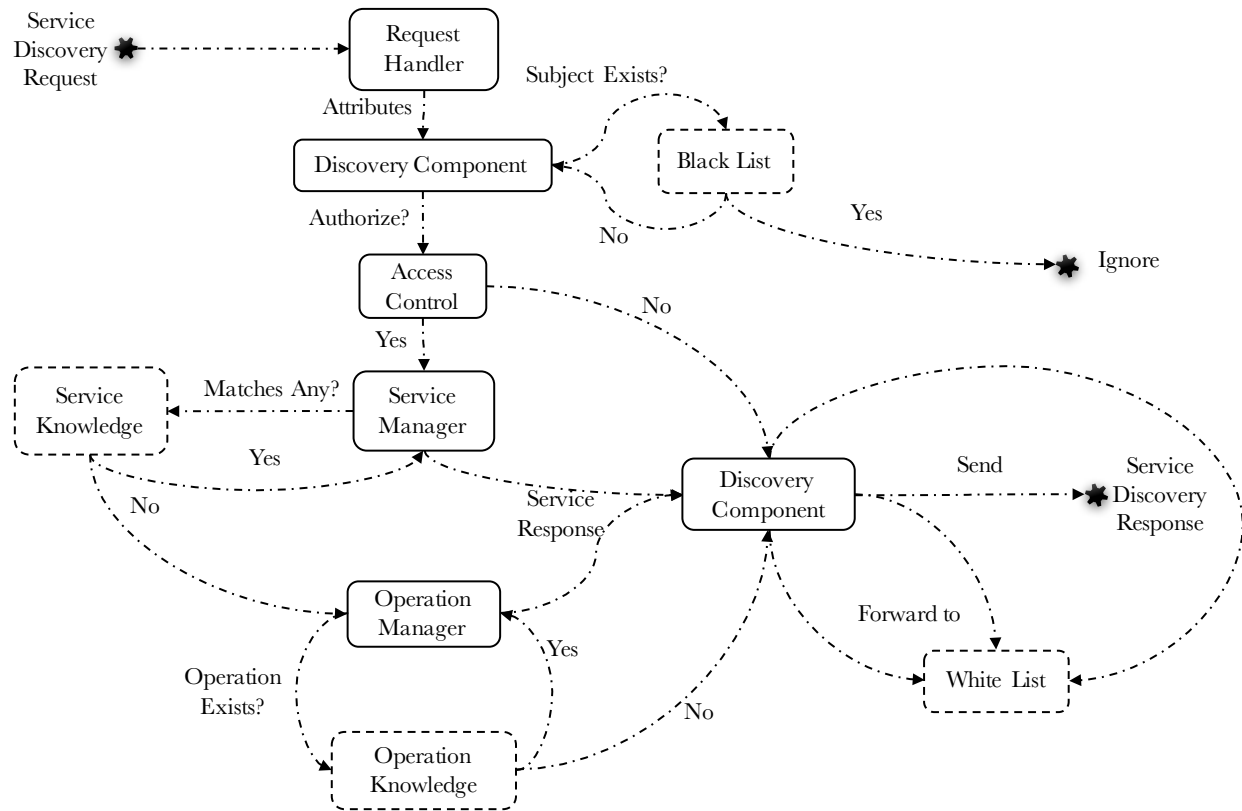 Service
Discovery
Request
Request
Handler
Attributes
Subject Exists?
Discovery Component
Black List
Authorize?
No
Yes
Ignore
Access
Control
No
Yes
Matches Any?
Service
Knowledge
Service
Manager
Yes
No
Service
Response
Discovery
Component
Send
Service
Discovery
Response
Operation
Manager
Forward to
White List
Operation
Exists?
Yes
No
Operation
Knowledge